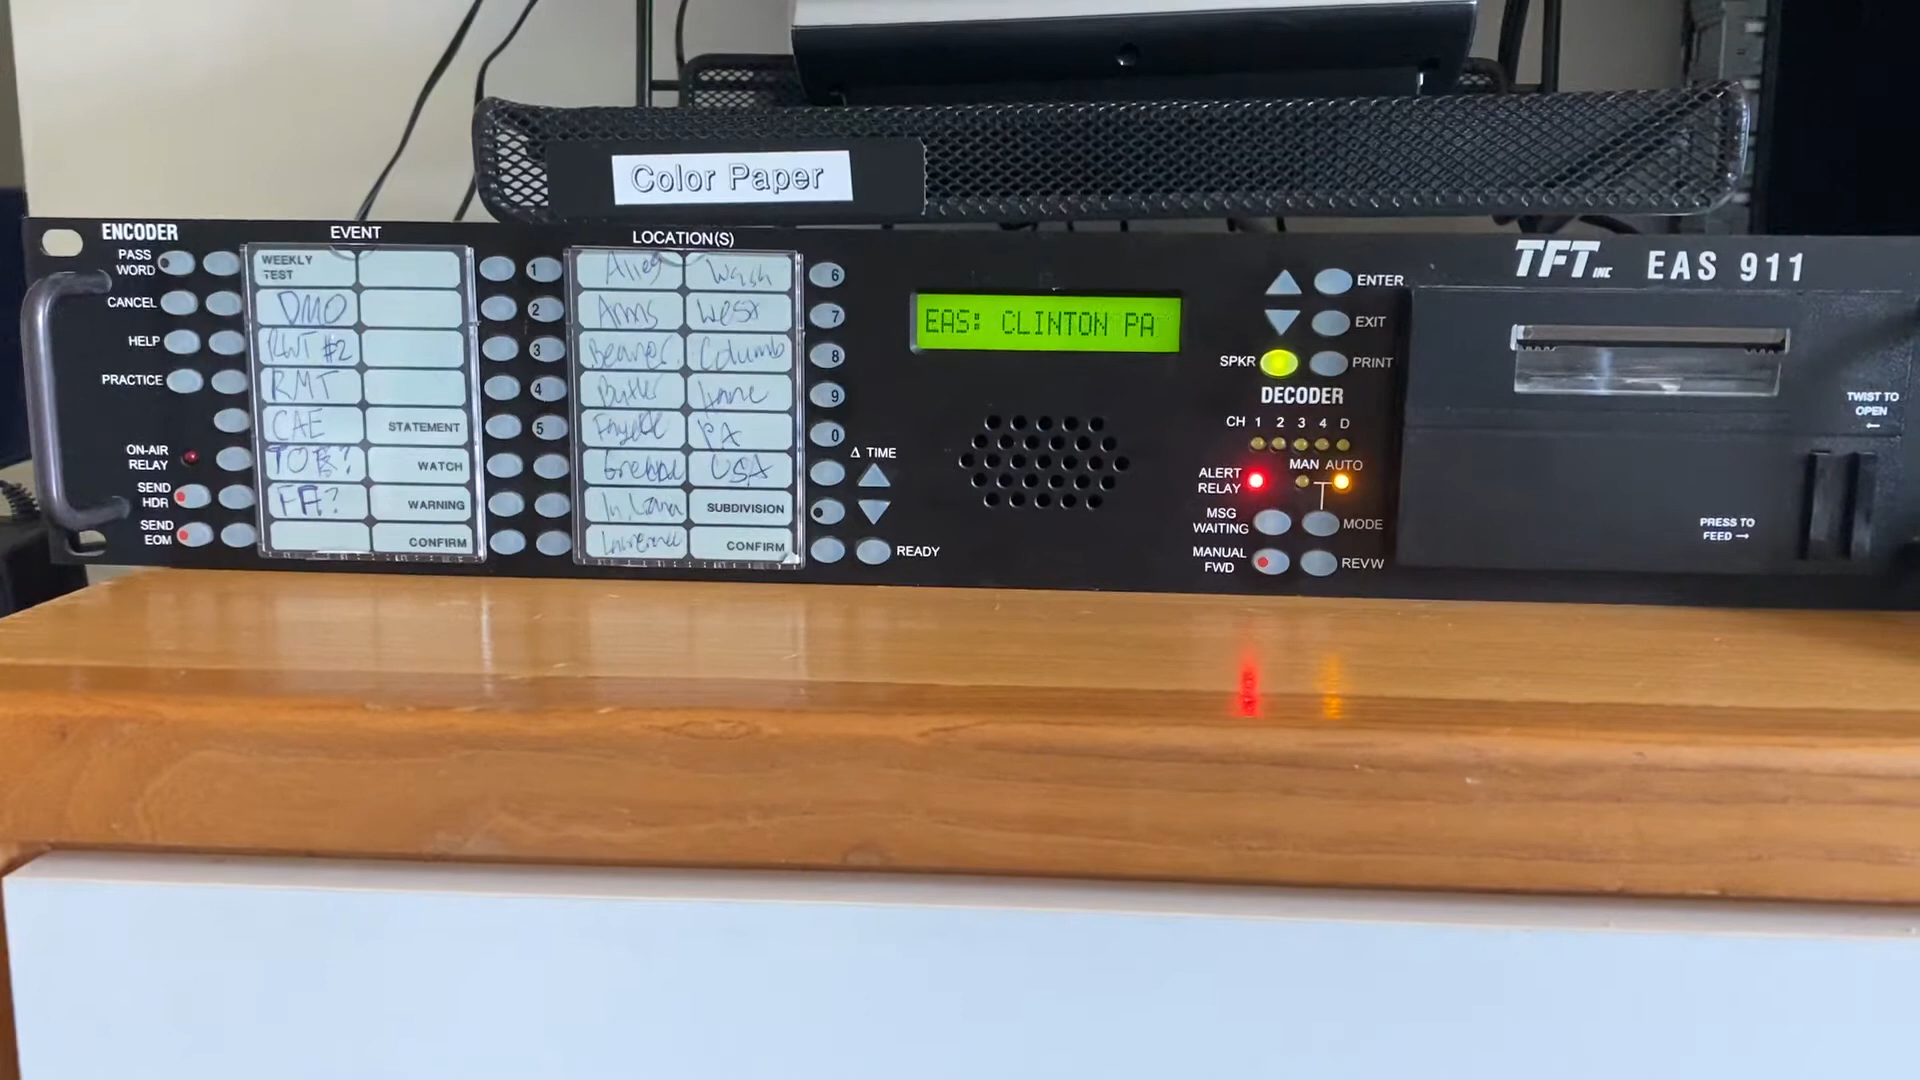 Color Paper
ENCODER
EVENT
LOCATION(S)
TFT INC EAS 911
PASS WORD
CANCEL
HELP
PRACTICE
ON-AIR RELAY
SEND HDR
SEND EOM
WEEKLY TEST
DMO
RWT #2
RMT
CAE
STATEMENT
TOR?
WATCH
FF?
WARNING
CONFIRM
1
2
3
4
5
Alleg
Wash
Arms
West
Columb
Butler
PA
USA
SUBDIVISION
CONFIRM
6
7
8
9
0
Δ TIME
READY
EAS: CLINTON PA
ENTER
EXIT
SPKR
PRINT
DECODER
CH 1 2 3 4 D
MAN AUTO
ALERT RELAY
MSG WAITING
MODE
MANUAL FWD
REVW
TWIST TO OPEN
←
PRESS TO FEED →